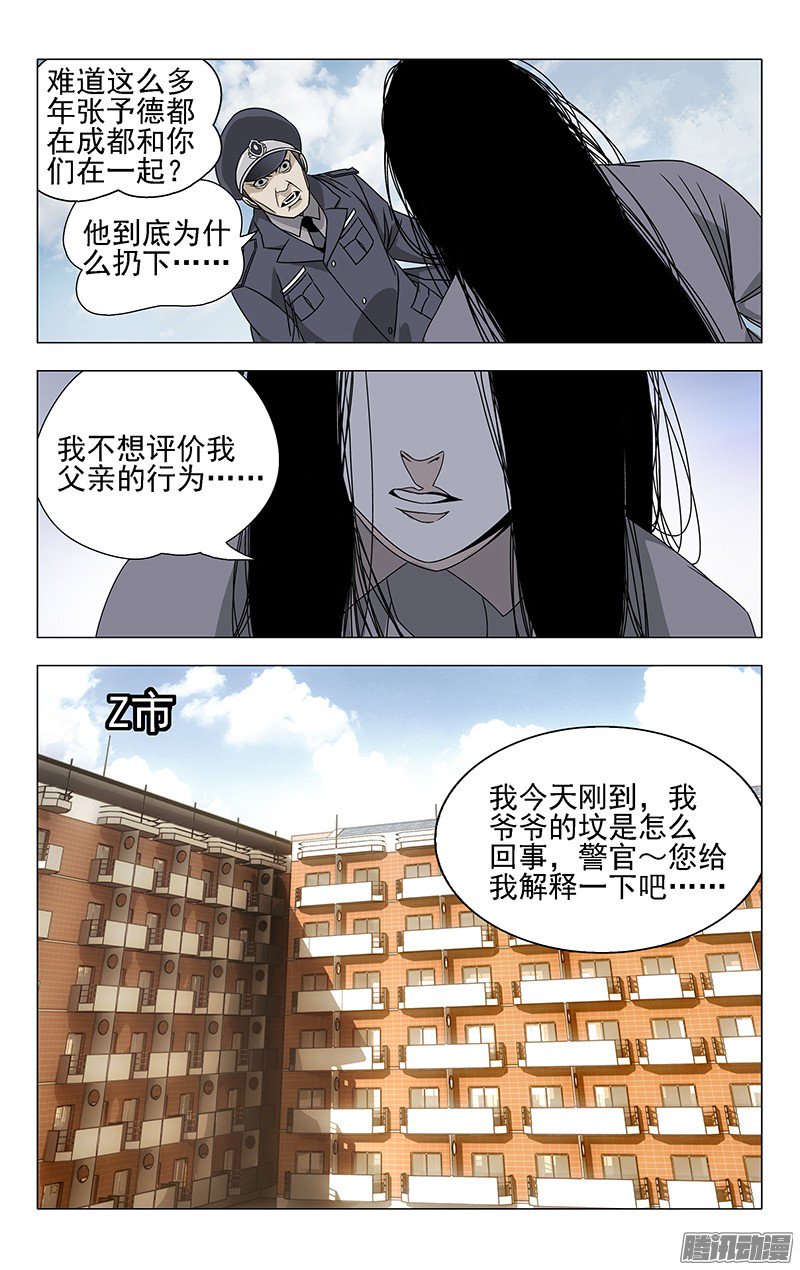 难道这么多
年张予德都
在成都和你
们在一起？
他到底为什
么扔下……
我不想评价我
父亲的行为……
Z市
我今天刚到，我
爷爷的坟是怎么
回事，警官～您给
我解释一下吧……
腾讯动漫